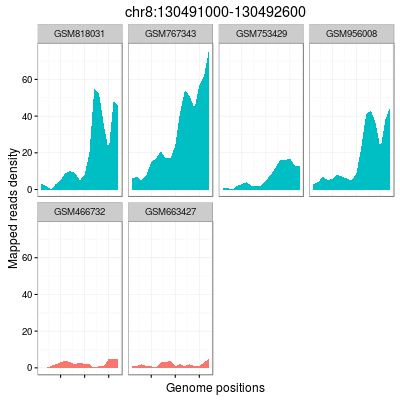 chr8:130491000-130492600
GSM818031 GSM767343 GSM753429 GSM956008
60
40
20
0
GSM466732 GSM663427
60
40
20
0
Mapped reads density
Genome positions